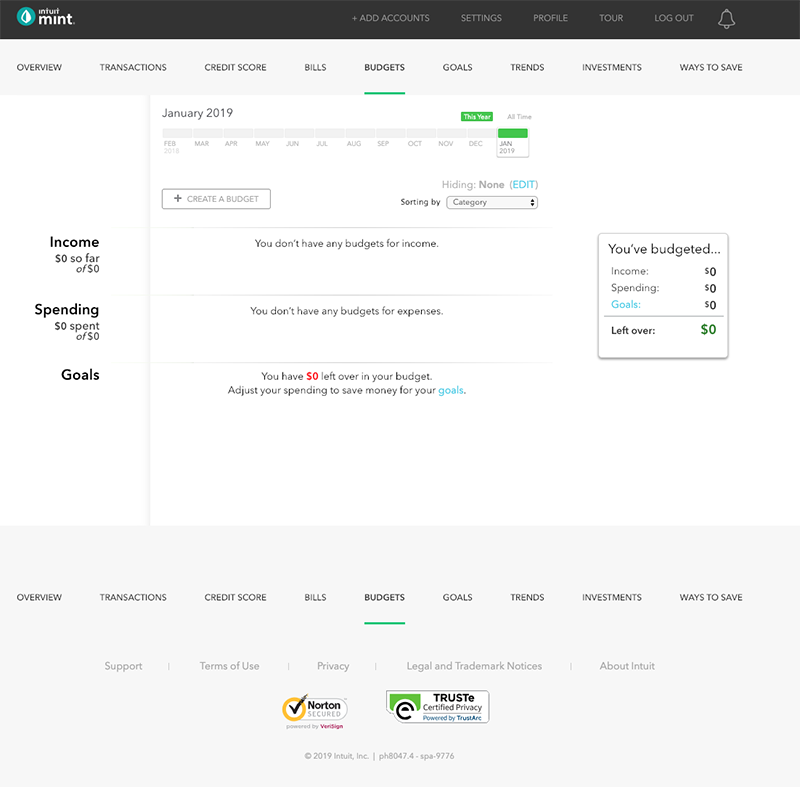 intuit
mint.
+ ADD ACCOUNTS SETTINGS PROFILE TOUR LOG OUT
OVERVIEW TRANSACTIONS CREDIT SCORE BILLS BUDGETS GOALS TRENDS INVESTMENTS WAYS TO SAVE
January 2019
This Year All Time
FEB MAR APR MAY JUN JUL AUG SEP OCT NOV DEC JAN
2018 2019
Hiding: None (EDIT)
+ CREATE A BUDGET
Sorting by Category
Income
$0 so far
of $0
You don't have any budgets for income.
You've budgeted...
Income: $0
Spending: $0
Goals: $0
Left over: $0
Spending
$0 spent
of $0
You don't have any budgets for expenses.
Goals
You have $0 left over in your budget.
Adjust your spending to save money for your goals.
OVERVIEW TRANSACTIONS CREDIT SCORE BILLS BUDGETS GOALS TRENDS INVESTMENTS WAYS TO SAVE
Support | Terms of Use | Privacy | Legal and Trademark Notices | About Intuit
Norton
SECURED
powered by VeriSign
TRUSTe
Certified Privacy
Powered by TrustArc
© 2019 Intuit, Inc. | ph8047.4 - spa-9776